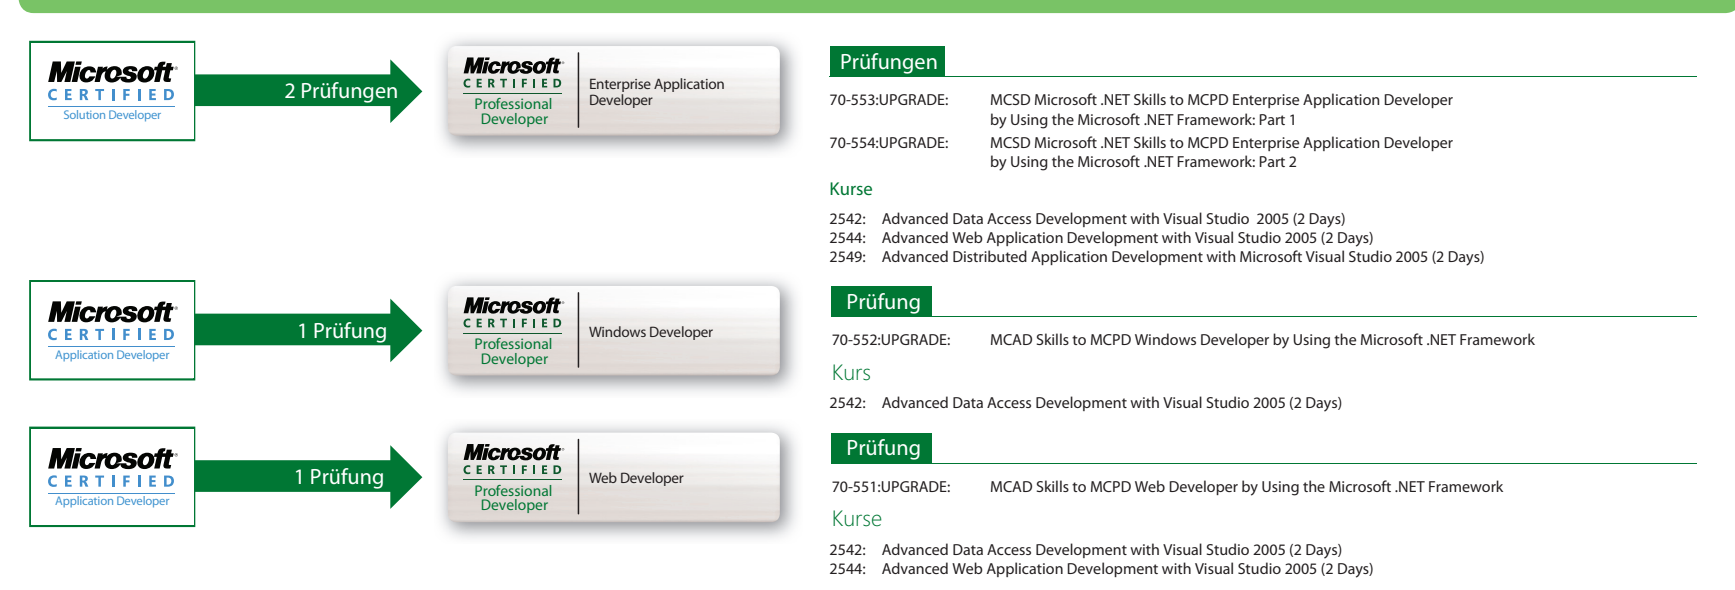 Microsoft®
CERTIFIED
Solution Developer
2 Prüfungen
Microsoft®
CERTIFIED
Professional
Developer
Enterprise Application
Developer
Prüfungen
70-553:UPGRADE: MCSD Microsoft .NET Skills to MCPD Enterprise Application Developer
by Using the Microsoft .NET Framework: Part 1
70-554:UPGRADE: MCSD Microsoft .NET Skills to MCPD Enterprise Application Developer
by Using the Microsoft .NET Framework: Part 2
Kurse
2542: Advanced Data Access Development with Visual Studio 2005 (2 Days)
2544: Advanced Web Application Development with Visual Studio 2005 (2 Days)
2549: Advanced Distributed Application Development with Microsoft Visual Studio 2005 (2 Days)
Microsoft®
CERTIFIED
Application Developer
1 Prüfung
Microsoft®
CERTIFIED
Professional
Developer
Windows Developer
Prüfung
70-552:UPGRADE: MCAD Skills to MCPD Windows Developer by Using the Microsoft .NET Framework
Kurs
2542: Advanced Data Access Development with Visual Studio 2005 (2 Days)
Microsoft®
CERTIFIED
Application Developer
1 Prüfung
Microsoft®
CERTIFIED
Professional
Developer
Web Developer
Prüfung
70-551:UPGRADE: MCAD Skills to MCPD Web Developer by Using the Microsoft .NET Framework
Kurse
2542: Advanced Data Access Development with Visual Studio 2005 (2 Days)
2544: Advanced Web Application Development with Visual Studio 2005 (2 Days)